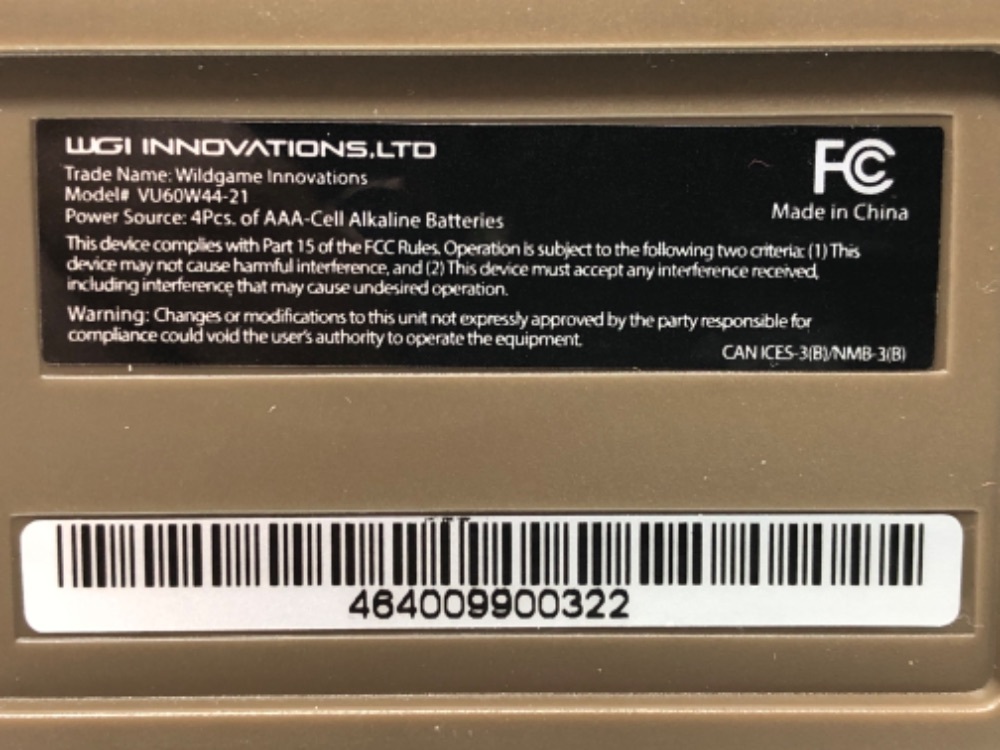 WGI INNOVATIONS,LTD
FC
Trade Name: Wildgame Innovations
Model# VU60W44-21
Made in China
Power Source: 4Pcs. of AAA-Cell Alkaline Batteries
This device complies with Part 15 of the FCC Rules. Operation is subject to the following two criteria: (1) This
device may not cause harmful interference, and (2) This device must accept any interference received,
including interference that may cause undesired operation.
Warning: Changes or modifications to this unit not expressly approved by the party responsible for
compliance could void the user's authority to operate the equipment.
CAN ICES-3(B)/NMB-3(B)
464009900322